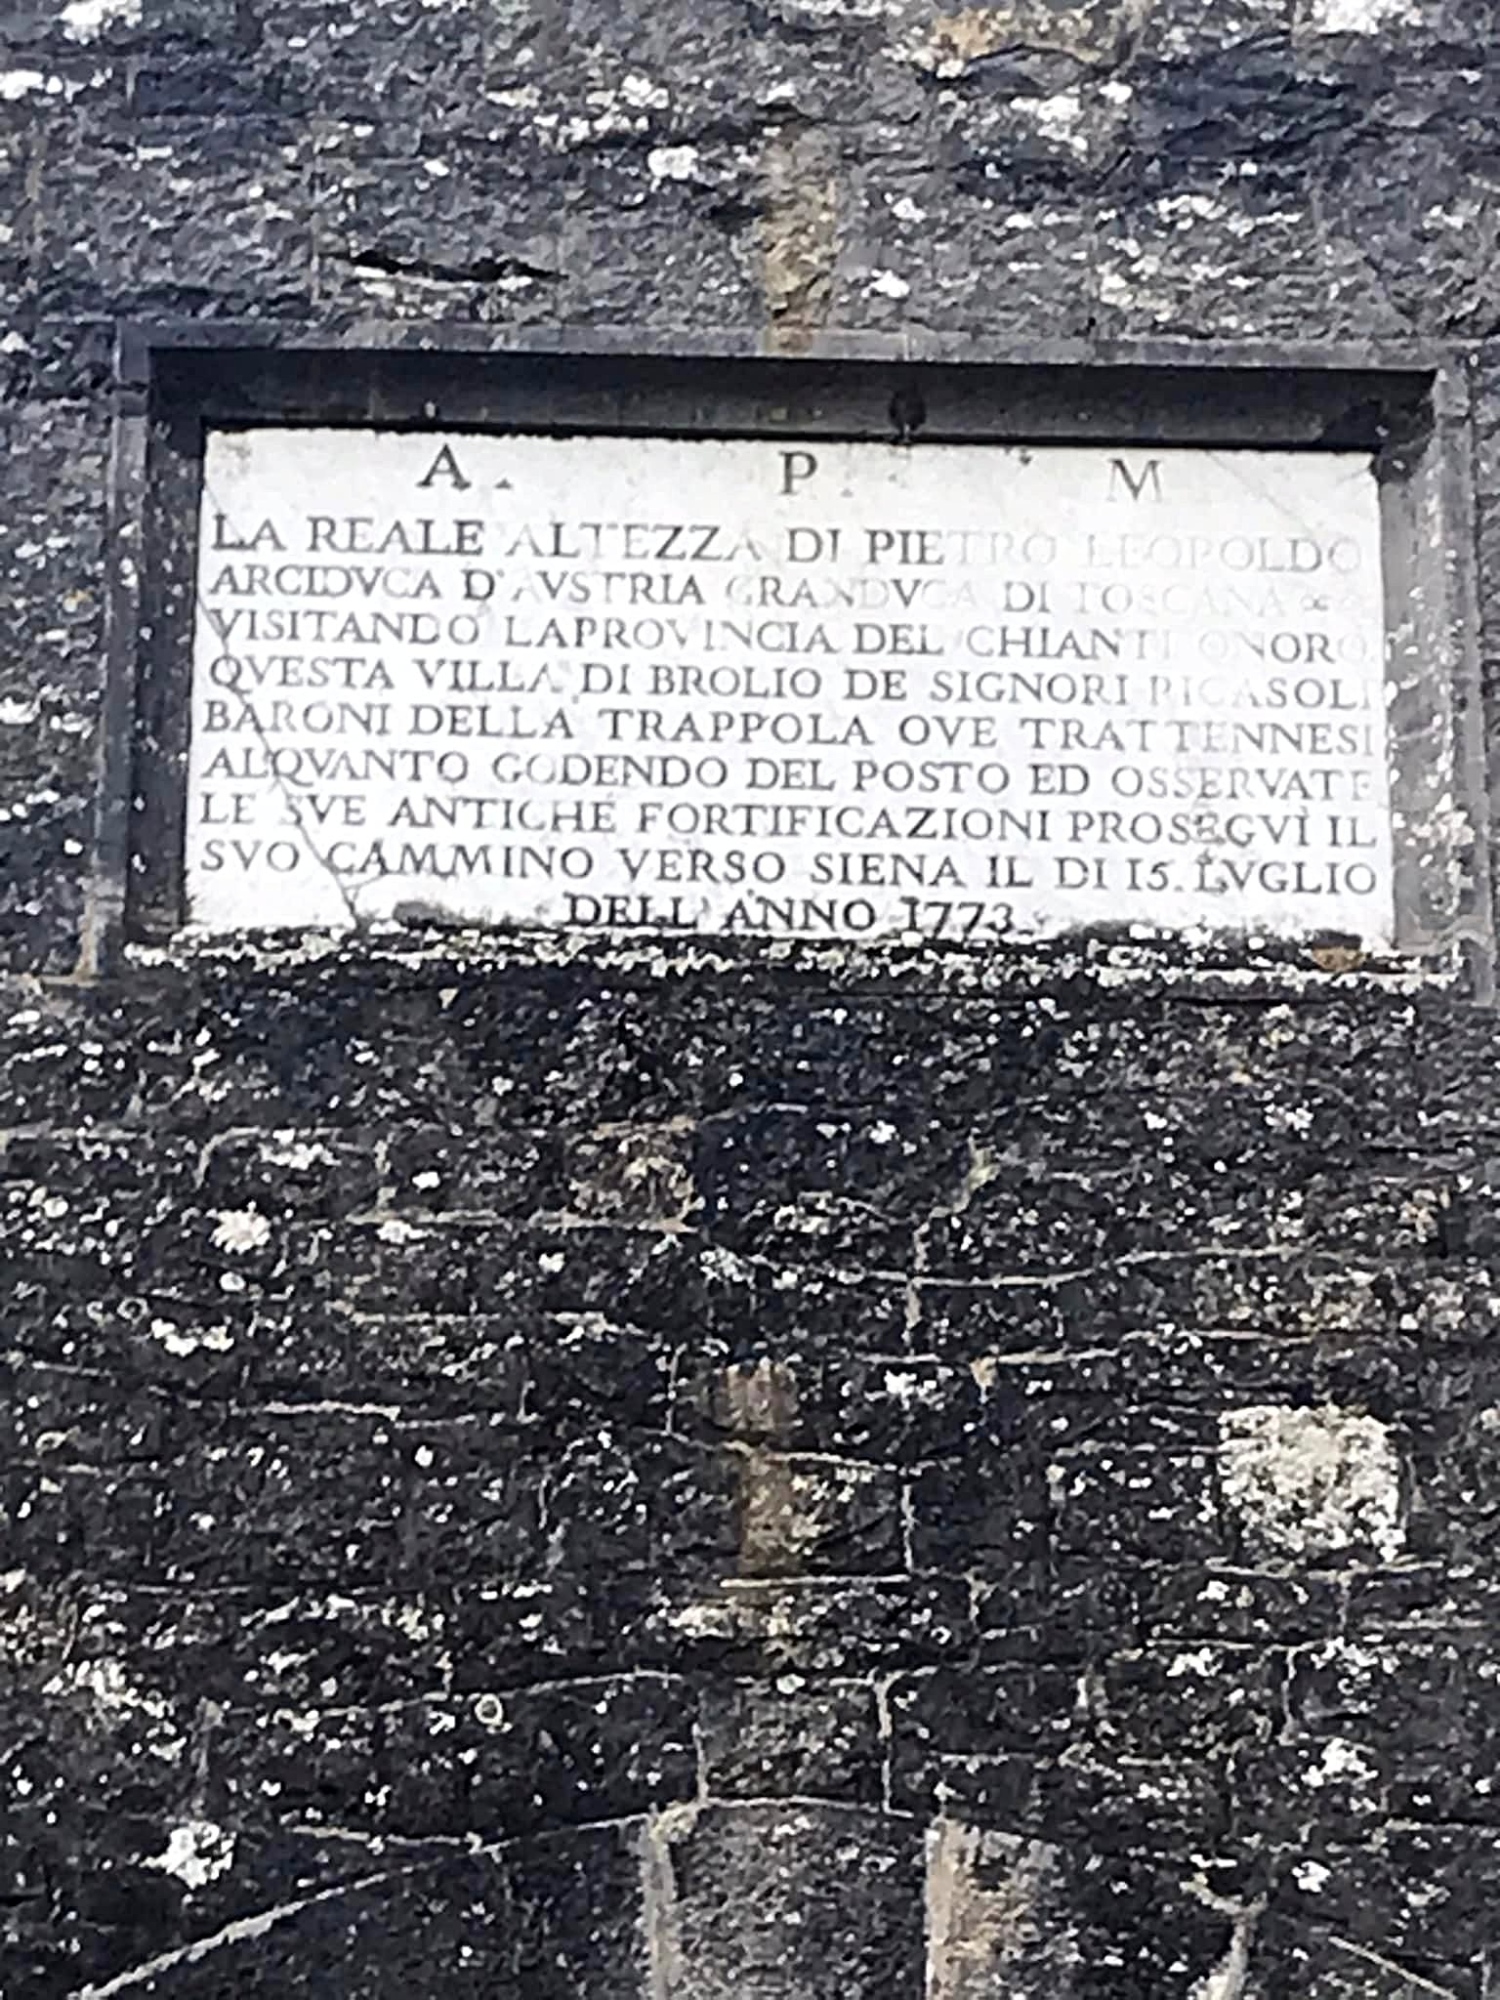 A. P. M
LA REALE ALTEZZA DI PIETRO LEOPOLDO
ARCIDVCA D'AVSTRIA GRANDVCA DI TOSCANA
VISITANDO LAPROVINCIA DEL CHIANTI ONORO
QVESTA VILLA DI BROLIO DE SIGNORI RICASOLI
BARONI DELLA TRAPPOLA OVE TRATTENNESI
ALQVANTO GODENDO DEL POSTO ED OSSERVATE
LE SVE ANTICHE FORTIFICAZIONI PROSEGVÌ IL
SVO CAMMINO VERSO SIENA IL DI 15. LVGLIO
DELL' ANNO 1773.